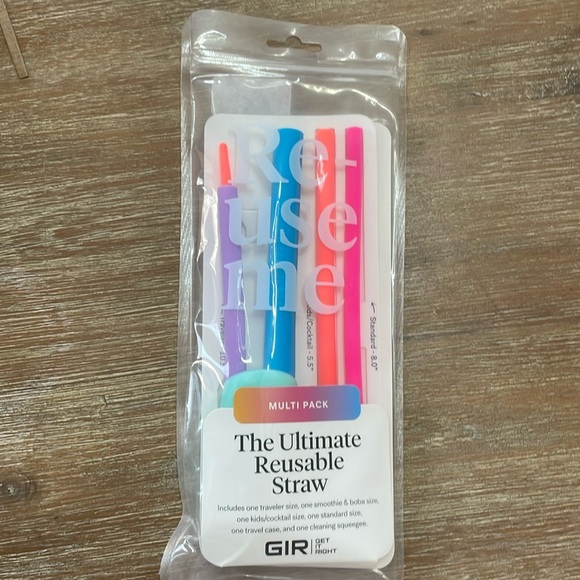 Re-
use
me
Kids/Cocktail - 5.5"
Standard - 8.0"
MULTI PACK
The Ultimate
Reusable
Straw
Includes one traveler size, one smoothie & boba size,
one kids/cocktail size, one standard size,
one travel case, and one cleaning squeegee.
GIR GET
IT
RIGHT